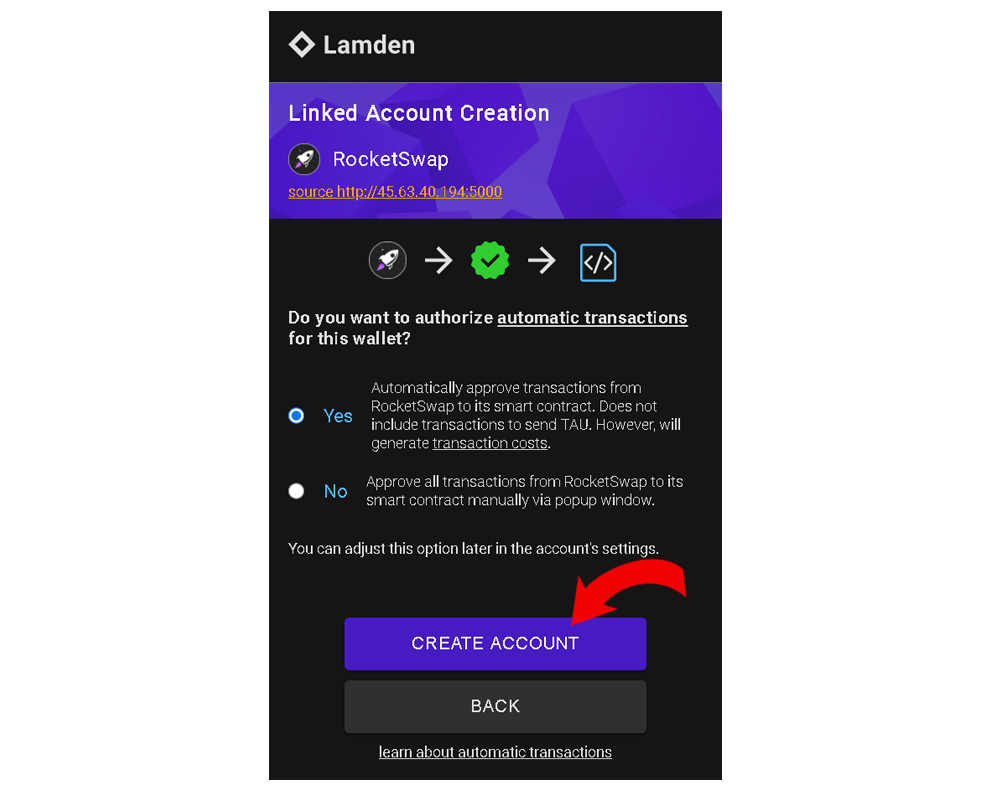 Lamden
Linked Account Creation
RocketSwap
source http://45.63.40.194:5000
</>
Do you want to authorize automatic transactions
for this wallet?
Yes
Automatically approve transactions from
RocketSwap to its smart contract. Does not
include transactions to send TAU. However, will
generate transaction costs.
No
Approve all transactions from RocketSwap to its
smart contract manually via popup window.
You can adjust this option later in the account's settings.
CREATE ACCOUNT
BACK
learn about automatic transactions